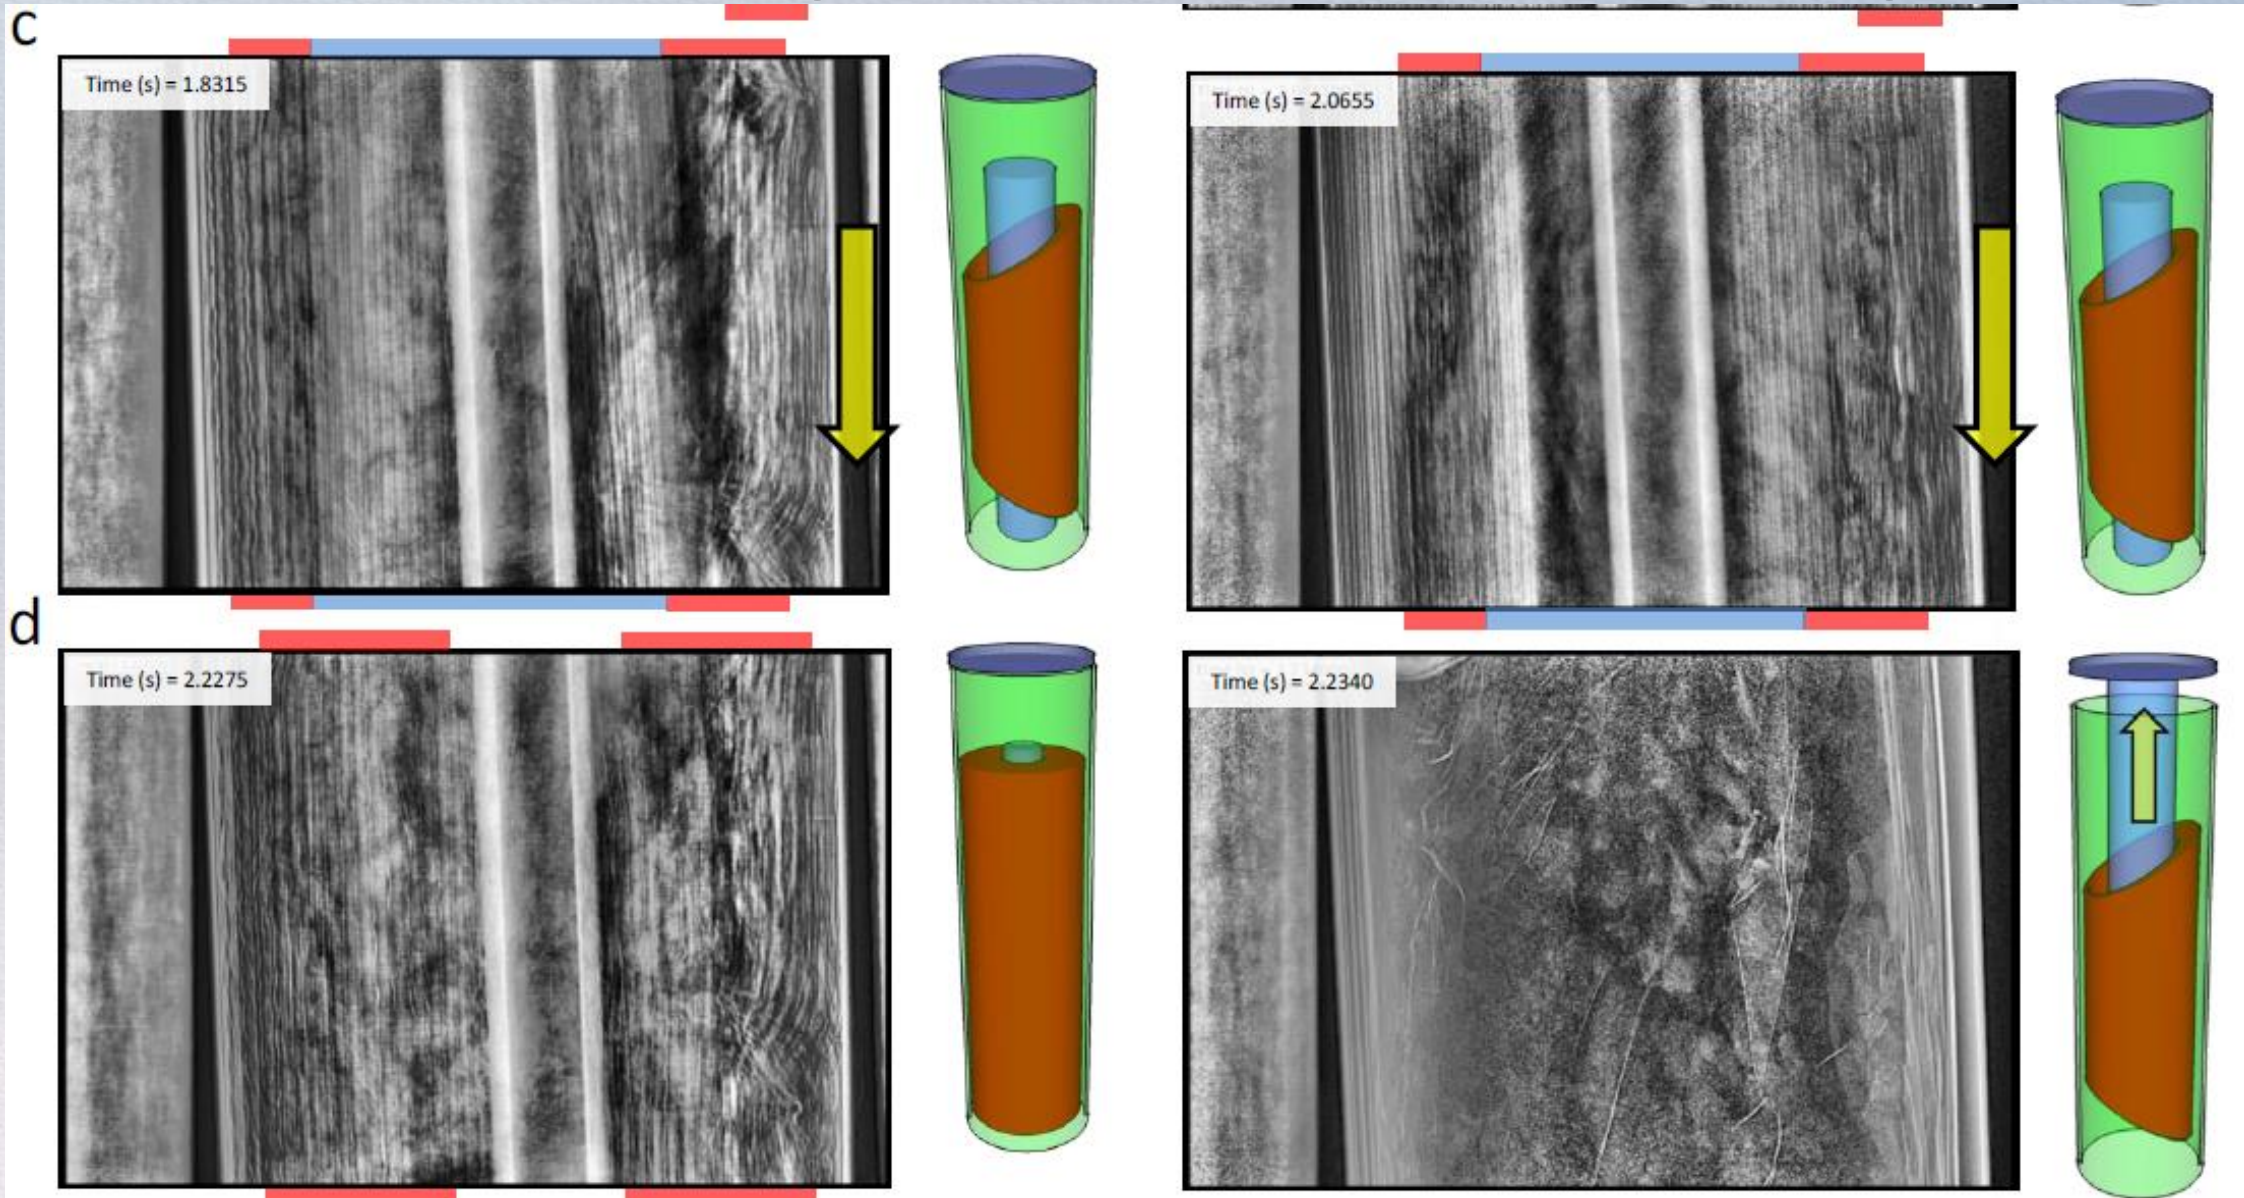 c
Time (s) = 1.8315
Time (s) = 2.0655
d
Time (s) = 2.2275
Time (s) = 2.2340